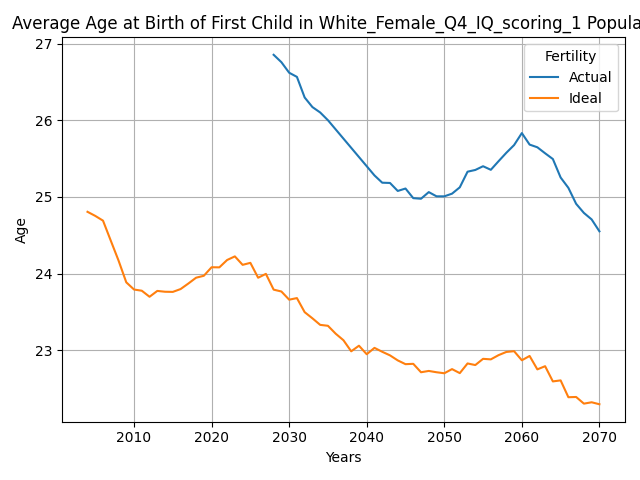 Average Age at Birth of First Child in White_Female_Q4_IQ_scoring_1 Popula
27
26
25
24
23
Age
Fertility
Actual
Ideal
2010 2020 2030 2040 2050 2060 2070
Years